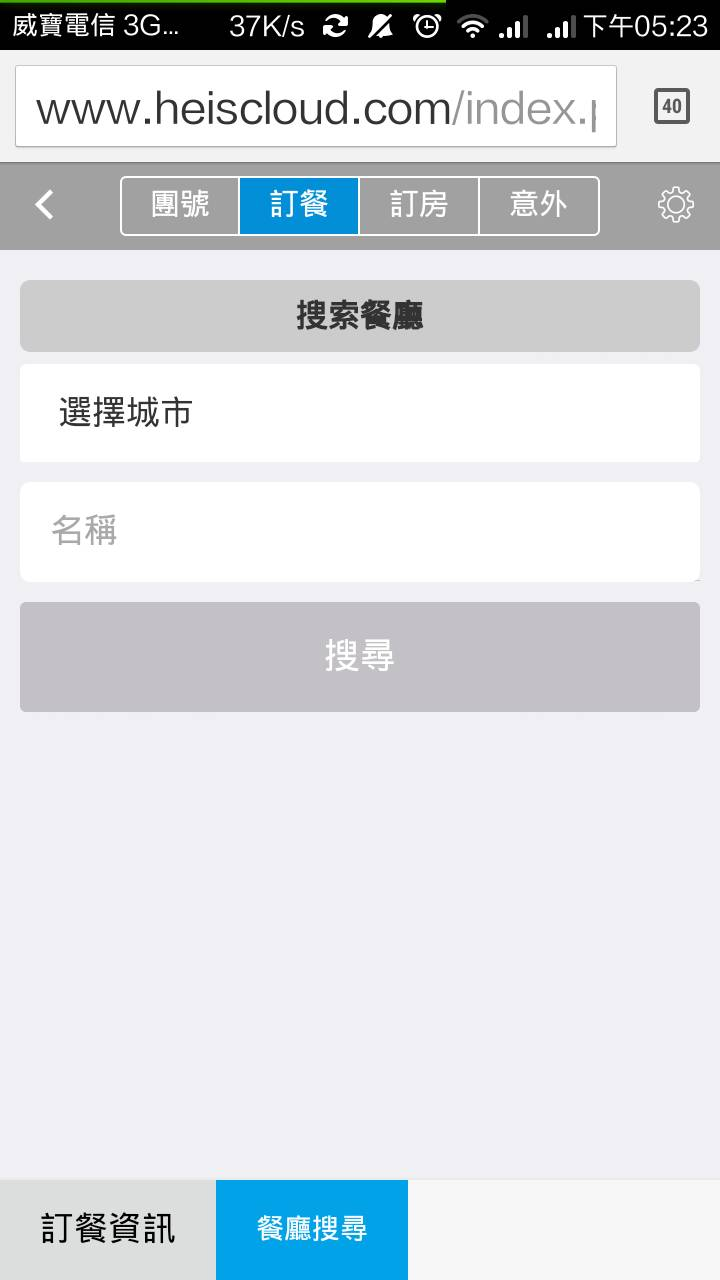 威寶電信 3G... 37K/s 下午05:23
www.heiscloud.com/index.p
40
團號 訂餐 訂房 意外
搜索餐廳
選擇城市
名稱
搜尋
訂餐資訊 餐廳搜尋